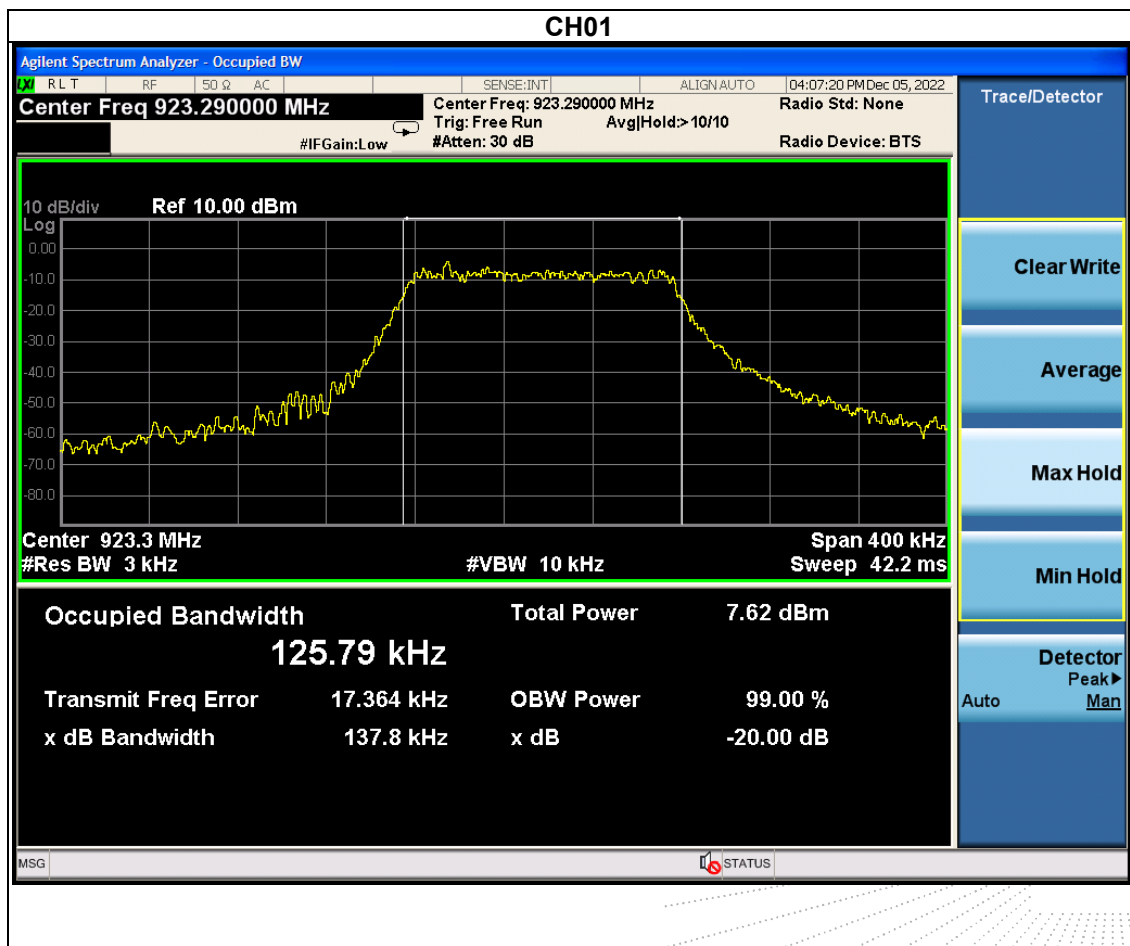 CH01
Agilent Spectrum Analyzer - Occupied BW
LXI RLT RF 50 Ω AC SENSE:INT ALIGN AUTO 04:07:20 PM Dec 05, 2022
Center Freq 923.290000 MHz
Center Freq: 923.290000 MHz
Radio Std: None
Trig: Free Run Avg|Hold:>10/10
#IFGain:Low
#Atten: 30 dB
Radio Device: BTS
10 dB/div Ref 10.00 dBm
Log
0.00
-10.0
-20.0
-30.0
-40.0
-50.0
-60.0
-70.0
-80.0
Center 923.3 MHz Span 400 kHz
#Res BW 3 kHz #VBW 10 kHz Sweep 42.2 ms
Occupied Bandwidth Total Power 7.62 dBm
125.79 kHz
Transmit Freq Error 17.364 kHz OBW Power 99.00 %
x dB Bandwidth 137.8 kHz x dB -20.00 dB
Trace/Detector
Clear Write
Average
Max Hold
Min Hold
Detector
Peak▶
Auto Man
MSG STATUS